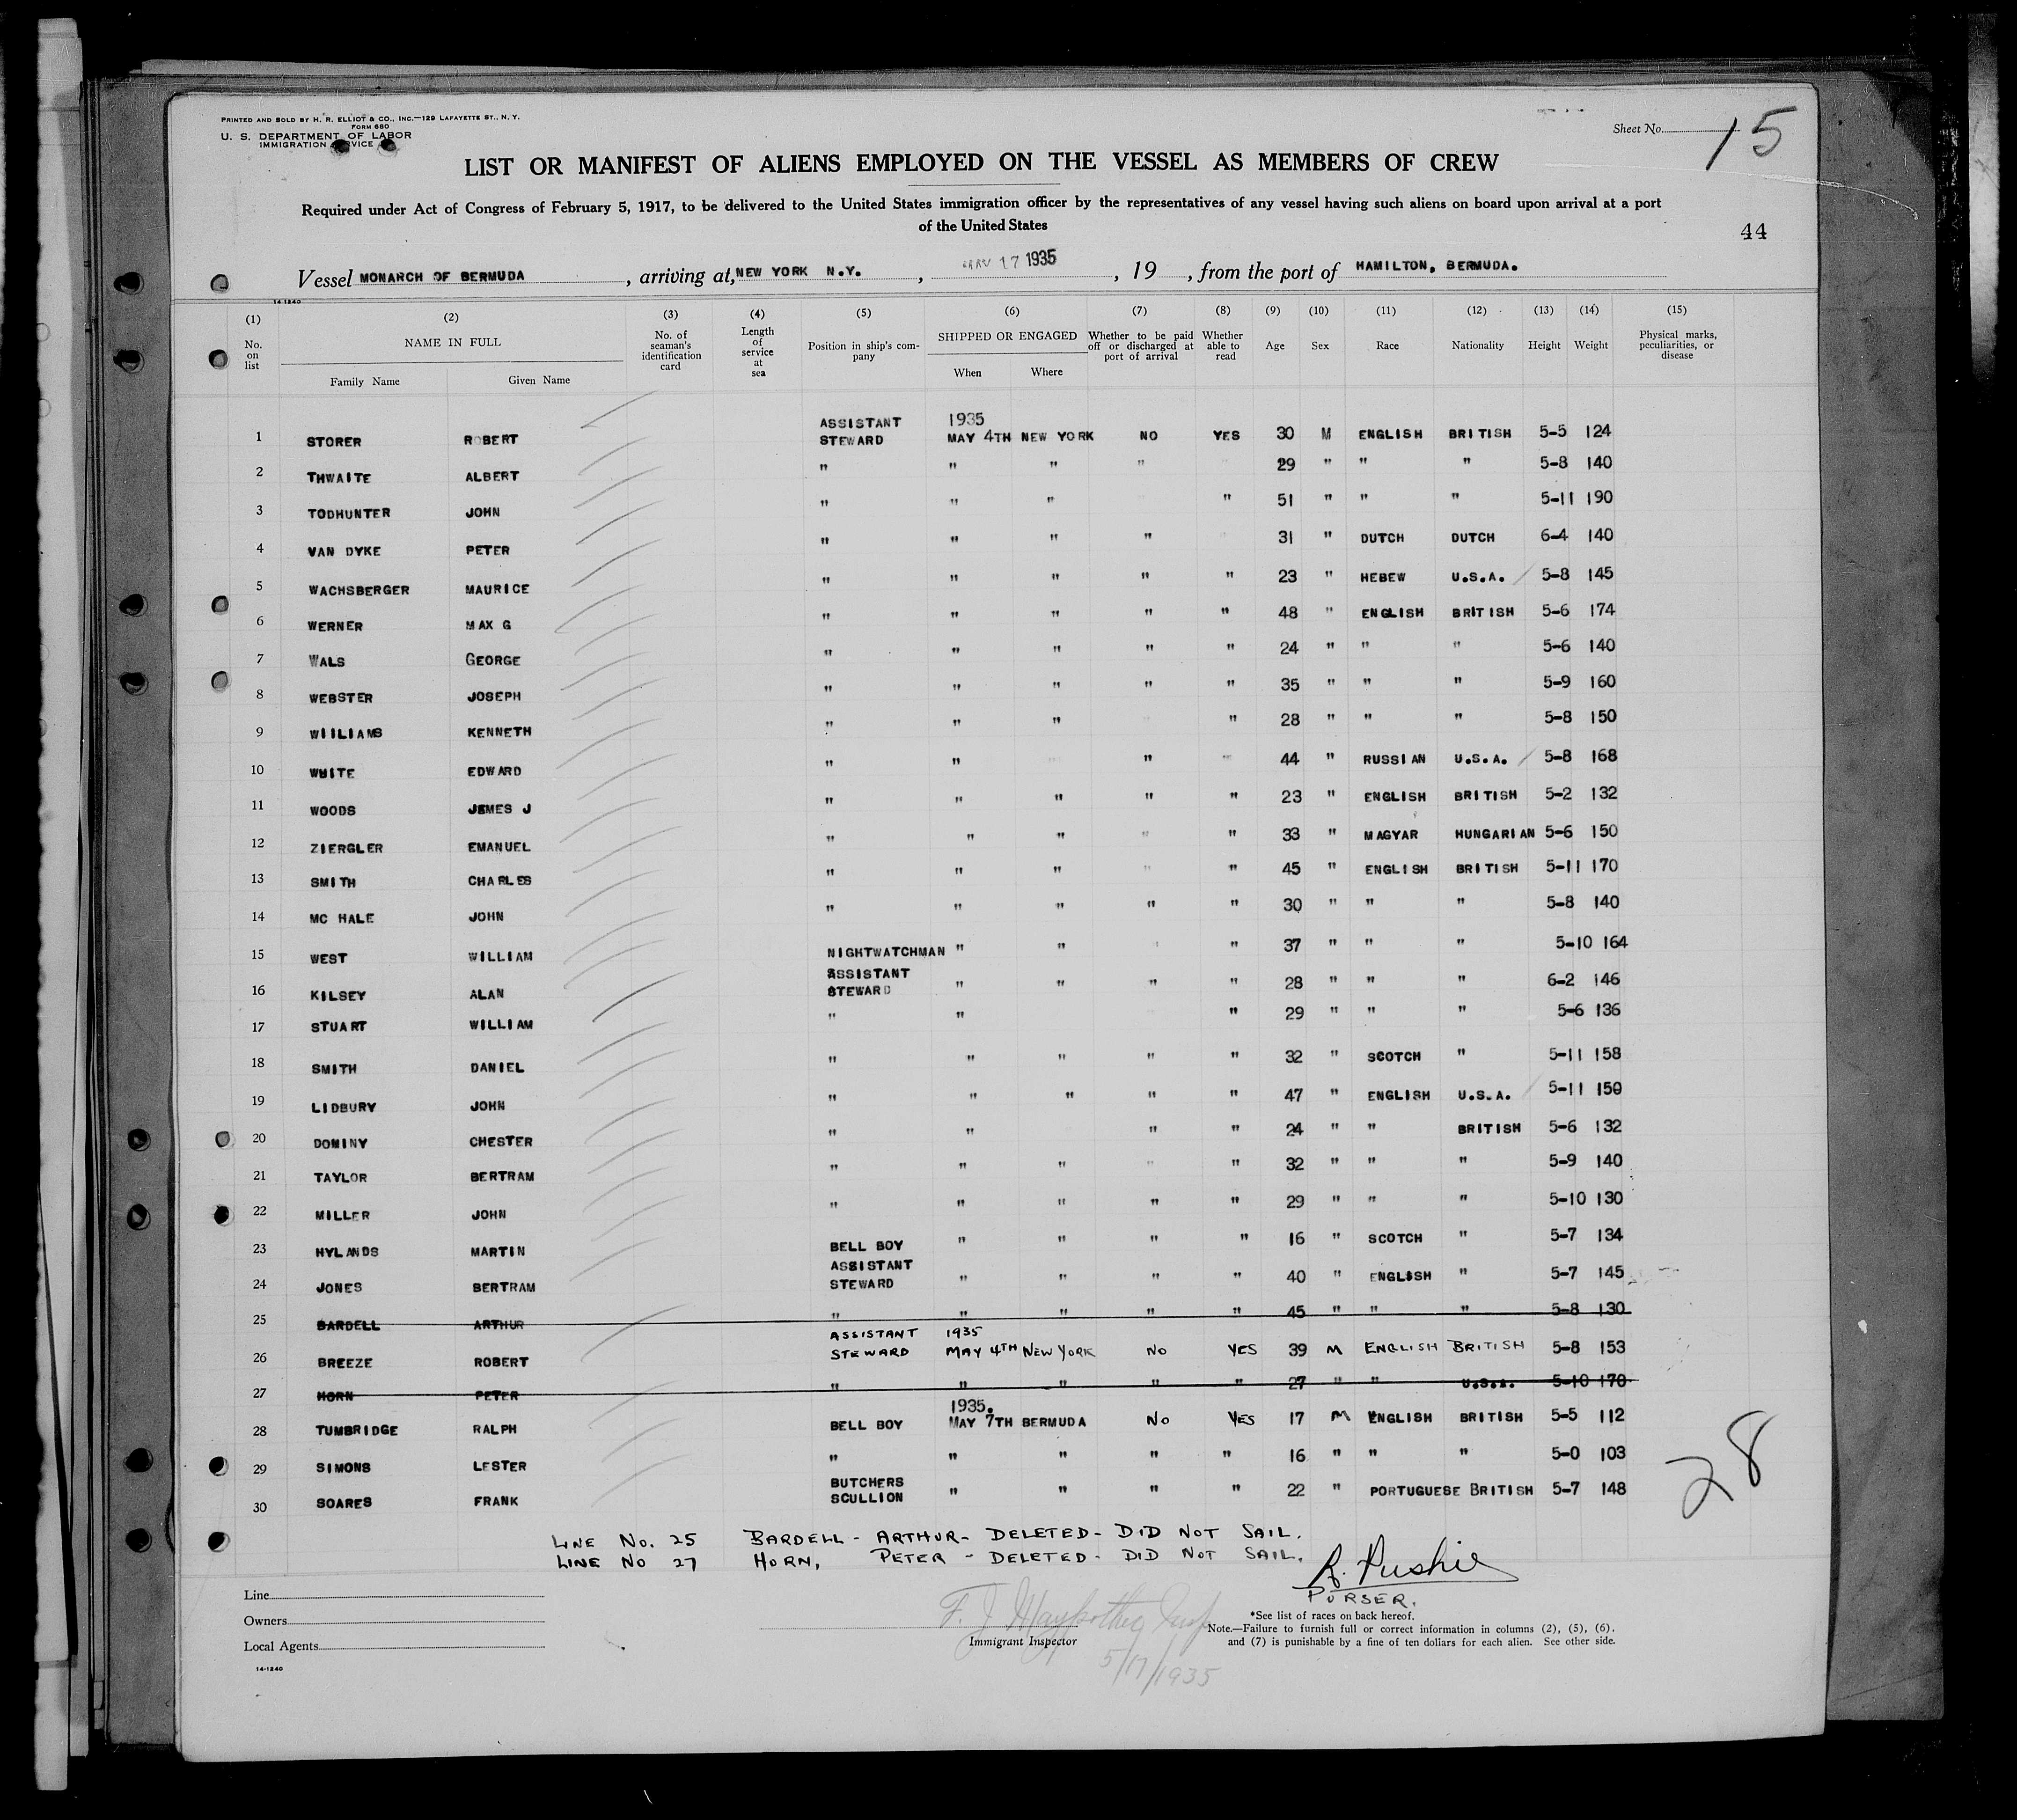 PRINTED AND SOLD BY H. R. ELLIOT & CO., INC.—129 LAFAYETTE ST., N. Y.
FORM 680
U. S. DEPARTMENT OF LABOR
IMMIGRATION
Sheet No. 15
LIST OR MANIFEST OF ALIENS EMPLOYED ON THE VESSEL AS MEMBERS OF CREW
Required under Act of Congress of February 5, 1917, to be delivered to the United States immigration officer by the representatives of any vessel having such aliens on board upon arrival at a port
of the United States
44
Vessel MONARCH OF BERMUDA, arriving at, NEW YORK N.Y., 17 1935, 19, from the port of HAMILTON, BERMUDA.
14-1240
(1) (2) (3) (4) (5) (6) (7) (8) (9) (10) (11) (12) (13) (14) (15)
No. on list NAME IN FULL Family Name Given Name No. of seaman's identification card Length of service at sea Position in ship's company SHIPPED OR ENGAGED When Where Whether to be paid off or discharged at port of arrival Whether able to read Age Sex Race Nationality Height Weight Physical marks, peculiarities, or disease
1 STORER ROBERT ASSISTANT STEWARD 1935 MAY 4TH NEW YORK NO YES 30 M ENGLISH BRITISH 5-5 124
2 THWAITE ALBERT " " " " 29 " " " 5-8 140
3 TODHUNTER JOHN " " " " 51 " " " 5-11 190
4 VAN DYKE PETER " " " " 31 " DUTCH DUTCH 6-4 140
5 WACHSBERGER MAURICE " " " " " 23 " HEBEW U.S.A. 5-8 145
6 WERNER MAX G " " " " " 48 " ENGLISH BRITISH 5-6 174
7 WALS GEORGE " " " " " 24 " " " 5-6 140
8 WEBSTER JOSEPH " " " " " 35 " " " 5-9 160
9 WIILIAMS KENNETH " " " " 28 " " " 5-8 150
10 WHITE EDWARD " " " " 44 " RUSSIAN U.S.A. 5-8 168
11 WOODS JEMES J " " " " " 23 " ENGLISH BRITISH 5-2 132
12 ZIERGLER EMANUEL " " " " " 33 " MAGYAR HUNGARIAN 5-6 150
13 SMITH CHARLES " " " " " 45 " ENGLISH BRITISH 5-11 170
14 MC HALE JOHN " " " " " 30 " " " 5-8 140
15 WEST WILLIAM NIGHTWATCHMAN " " " " 37 " " " 5-10 164
16 KILSEY ALAN ASSISTANT STEWARD " " " " 28 " " " 6-2 146
17 STUART WILLIAM " " " 29 " " " 5-6 136
18 SMITH DANIEL " " " " " 32 " SCOTCH " 5-11 158
19 LIDBURY JOHN " " " " " 47 " ENGLISH U.S.A. 5-11 150
20 DOMINY CHESTER " " " " 24 " " BRITISH 5-6 132
21 TAYLOR BERTRAM " " " " " 32 " " " 5-9 140
22 MILLER JOHN " " " " " 29 " " " 5-10 130
23 HYLANDS MARTIN BELL BOY " " " " 16 " SCOTCH " 5-7 134
24 JONES BERTRAM ASSISTANT STEWARD " " " " 40 " ENGLISH " 5-7 145
25 BARDELL ARTHUR " " " " " 45 " " " 5-8 130
26 BREEZE ROBERT ASSISTANT STEWARD 1935 MAY 4TH NEW YORK NO YES 39 M ENGLISH BRITISH 5-8 153
27 HORN PETER " " " " " 27 " " U.S.A. 5-10 170
28 TUMBRIDGE RALPH BELL BOY 1935. MAY 7TH BERMUDA NO YES 17 M ENGLISH BRITISH 5-5 112
29 SIMONS LESTER " " " " " 16 " " " 5-0 103
30 SOARES FRANK BUTCHERS SCULLION " " " " 22 " PORTUGUESE BRITISH 5-7 148
28
LINE No. 25 BARDELL - ARTHUR - DELETED - DID NOT SAIL.
LINE NO 27 HORN, PETER - DELETED - DID NOT SAIL.
R. Pushie
PURSER.
Line
Owners
Local Agents
14-1240
Immigrant Inspector
5/17/1935
*See list of races on back hereof.
Note.—Failure to furnish full or correct information in columns (2), (5), (6),
and (7) is punishable by a fine of ten dollars for each alien. See other side.